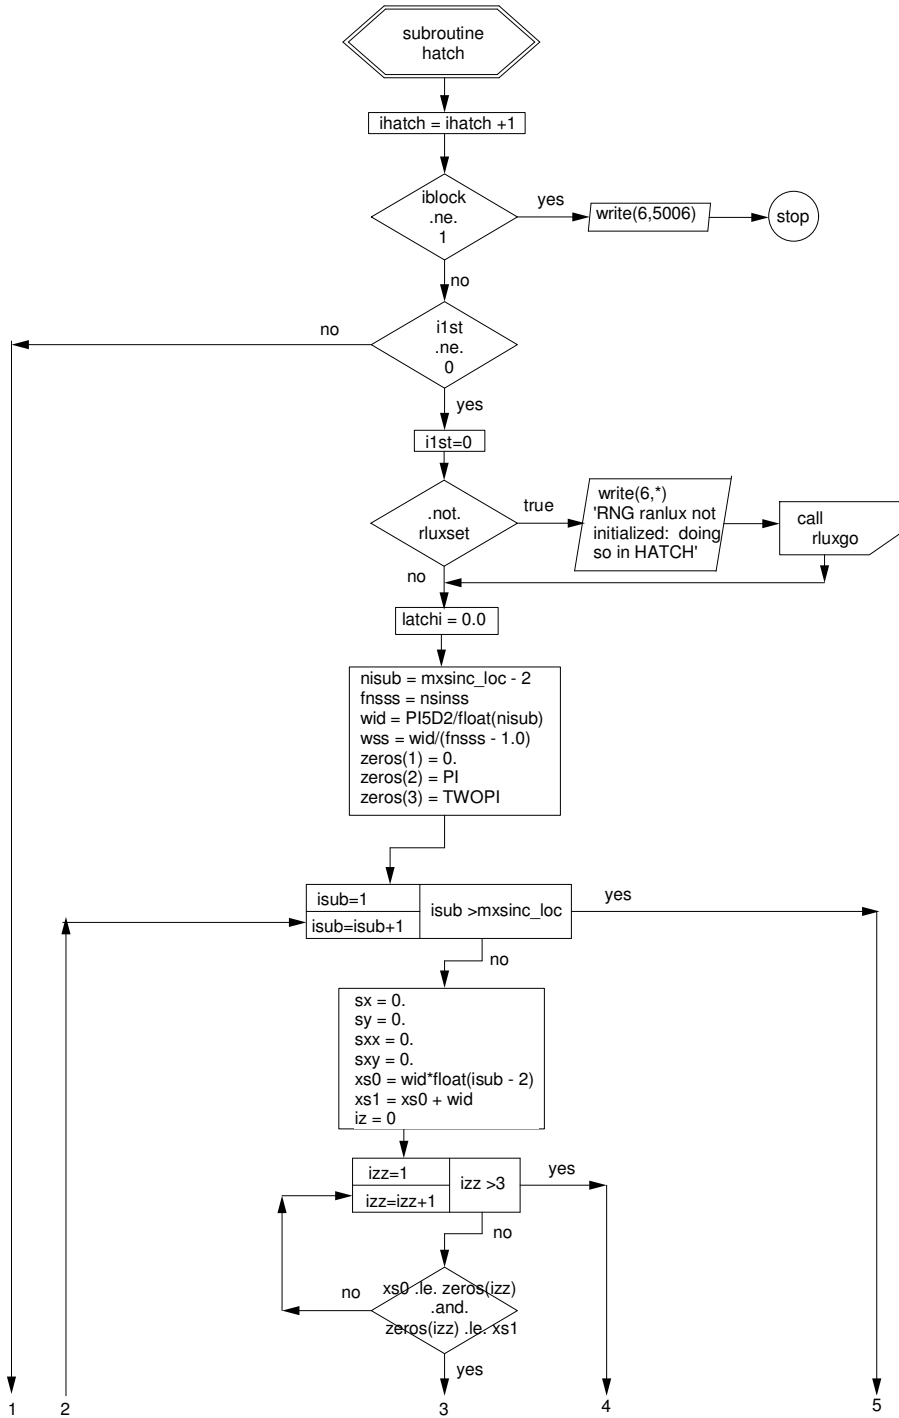 subroutine
hatch
ihatch = ihatch +1
iblock
.ne.
1
yes
write(6,5006)
stop
no
i1st
.ne.
0
no
yes
i1st=0
.not.
rluxset
true
write(6,*)
'RNG ranlux not
initialized:  doing
so in HATCH'
call
rluxgo
no
latchi = 0.0
nisub = mxsinc_loc - 2
fnsss = nsinss
wid = PI5D2/float(nisub)
wss = wid/(fnsss - 1.0)
zeros(1) = 0.
zeros(2) = PI
zeros(3) = TWOPI
isub=1
isub=isub+1
isub >mxsinc_loc
yes
no
sx = 0.
sy = 0.
sxx = 0.
sxy = 0.
xs0 = wid*float(isub - 2)
xs1 = xs0 + wid
iz = 0
izz=1
izz=izz+1
izz >3
yes
no
xs0 .le. zeros(izz)
.and.
zeros(izz) .le. xs1
no
yes
1
2
3
4
5